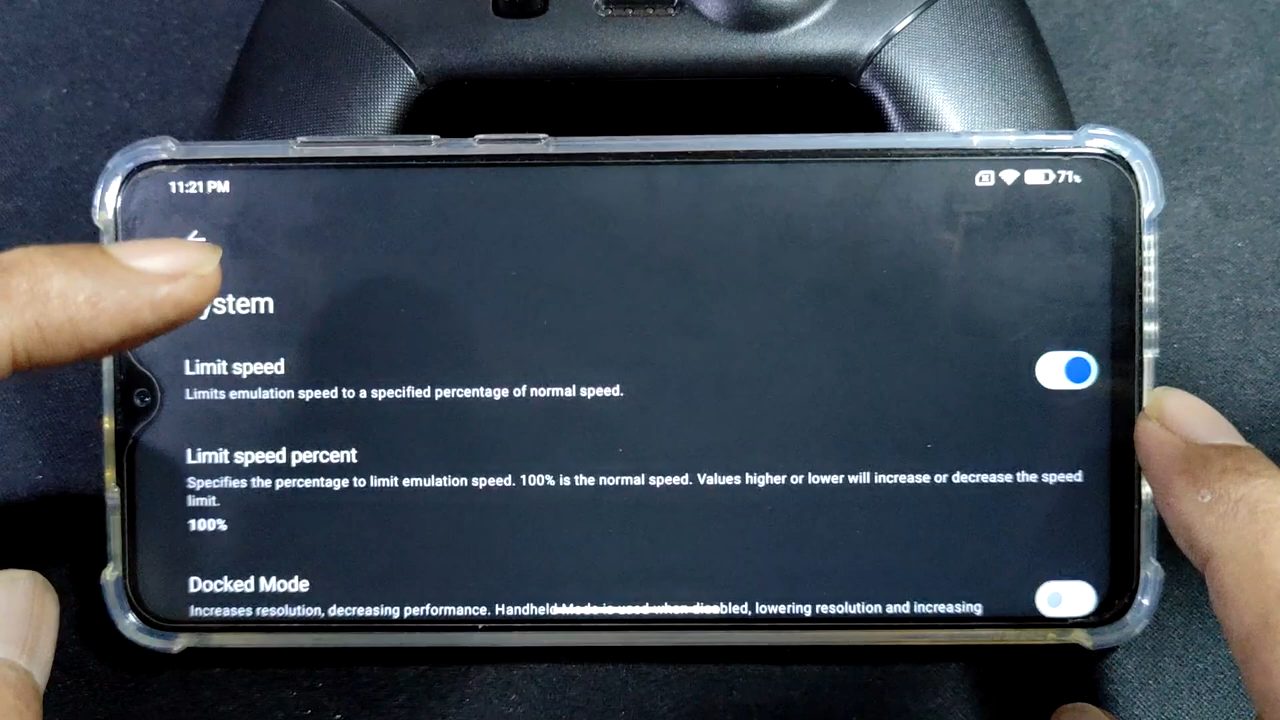 11:21 PM
71%
ystem
Limit speed
Limits emulation speed to a specified percentage of normal speed.
Limit speed percent
Specifies the percentage to limit emulation speed. 100% is the normal speed. Values higher or lower will increase or decrease the speed
limit.
100%
Docked Mode
Increases resolution, decreasing performance. Handheld Mode is used when disabled, lowering resolution and increasing